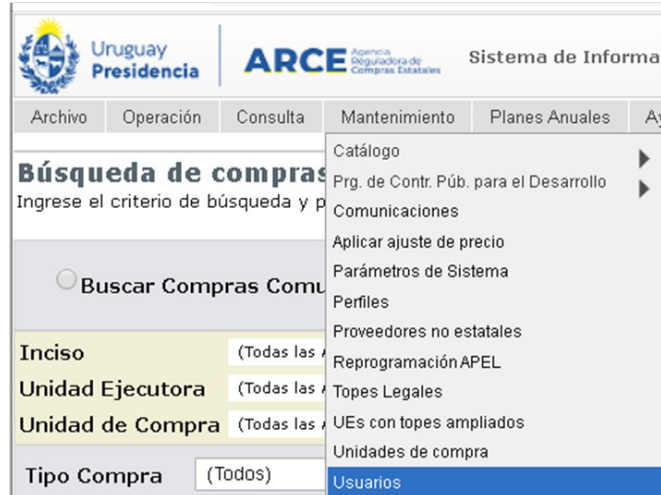 Uruguay
Presidencia
ARCE
Agencia
Reguladora de
Compras Estatales
Sistema de Informa
Archivo Operación Consulta Mantenimiento Planes Anuales Ay
Búsqueda de compras
Ingrese el criterio de búsqueda y p
Buscar Compras Comu
Inciso (Todas las
Unidad Ejecutora (Todas las
Unidad de Compra (Todas las
Tipo Compra (Todos)
Catálogo
Prg. de Contr. Púb. para el Desarrollo
Comunicaciones
Aplicar ajuste de precio
Parámetros de Sistema
Perfiles
Proveedores no estatales
Reprogramación APEL
Topes Legales
UEs con topes ampliados
Unidades de compra
Usuarios